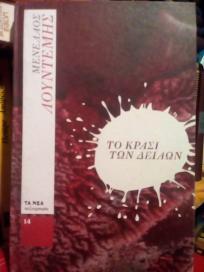 ΜΕΝΕΛΑΟΣ
ΛΟΥΝΤΕΜΗΣ
ΤΟ ΚΡΑΣΙ
ΤΩΝ ΔΕΙΛΩΝ
ΤΑ ΝΕΑ
14